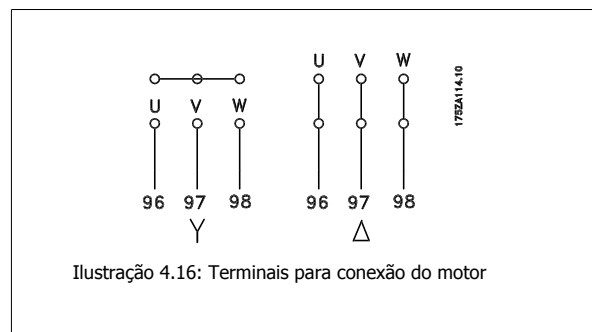 U V W
U V W
96 97 98 96 97 98
Y Δ
175ZA114.10
Ilustração 4.16: Terminais para conexão do motor